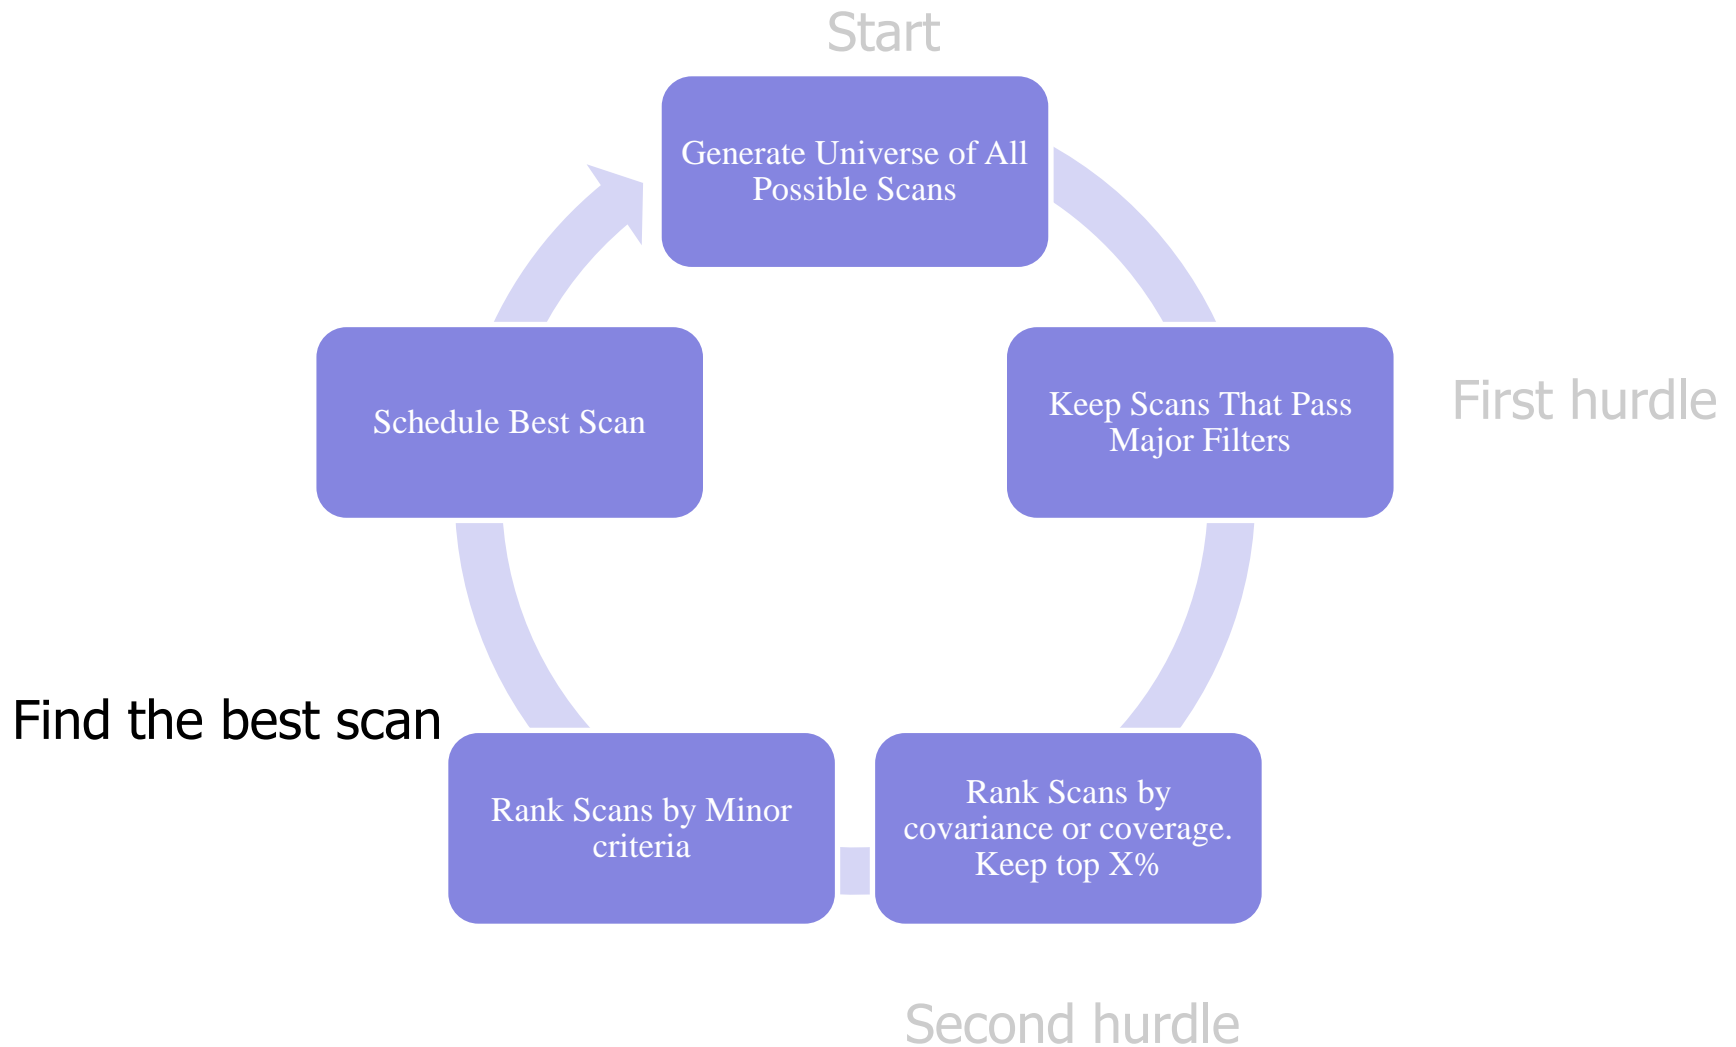 Start
Generate Universe of All
Possible Scans
Keep Scans That Pass
Major Filters
First hurdle
Schedule Best Scan
Find the best scan
Rank Scans by Minor
criteria
Rank Scans by
covariance or coverage.
Keep top X%
Second hurdle